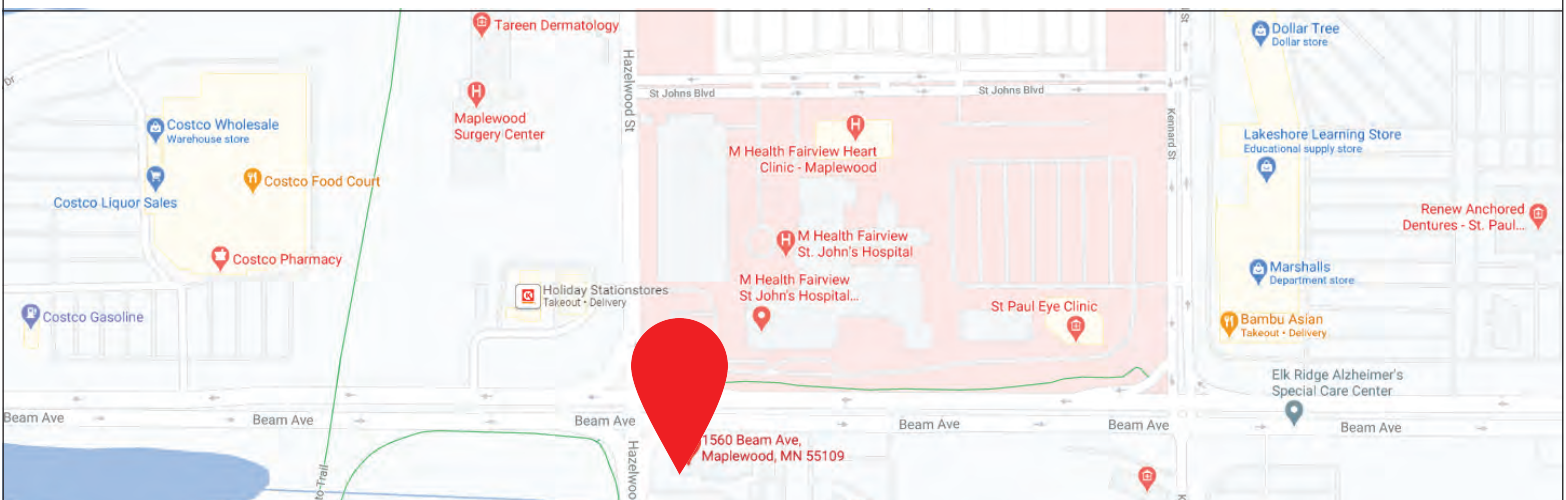 Tareen Dermatology
Maplewood
Surgery Center
Hazelwood St
St Johns Blvd
St Johns Blvd
Kennard St
St
Dollar Tree
Dollar store
Costco Wholesale
Warehouse store
Costco Food Court
Costco Liquor Sales
Costco Pharmacy
Costco Gasoline
M Health Fairview Heart
Clinic - Maplewood
Lakeshore Learning Store
Educational supply store
M Health Fairview
St. John's Hospital
M Health Fairview
St John's Hospital...
Renew Anchored
Dentures - St. Paul...
Holiday Stationstores
Takeout • Delivery
St Paul Eye Clinic
Marshalls
Department store
Bambu Asian
Takeout • Delivery
Elk Ridge Alzheimer's
Special Care Center
Beam Ave
Beam Ave
Beam Ave
Beam Ave
Beam Ave
Beam Ave
1560 Beam Ave,
Maplewood, MN 55109
Hazelwoo
to-Trail